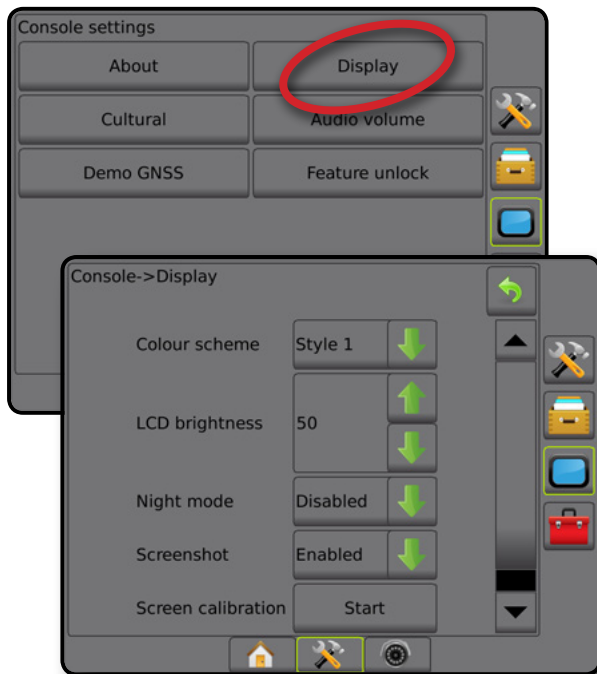 Console settings
About
Display
Cultural
Audio volume
Demo GNSS
Feature unlock
Console->Display
Colour scheme
Style 1
LCD brightness
50
Night mode
Disabled
Screenshot
Enabled
Screen calibration
Start